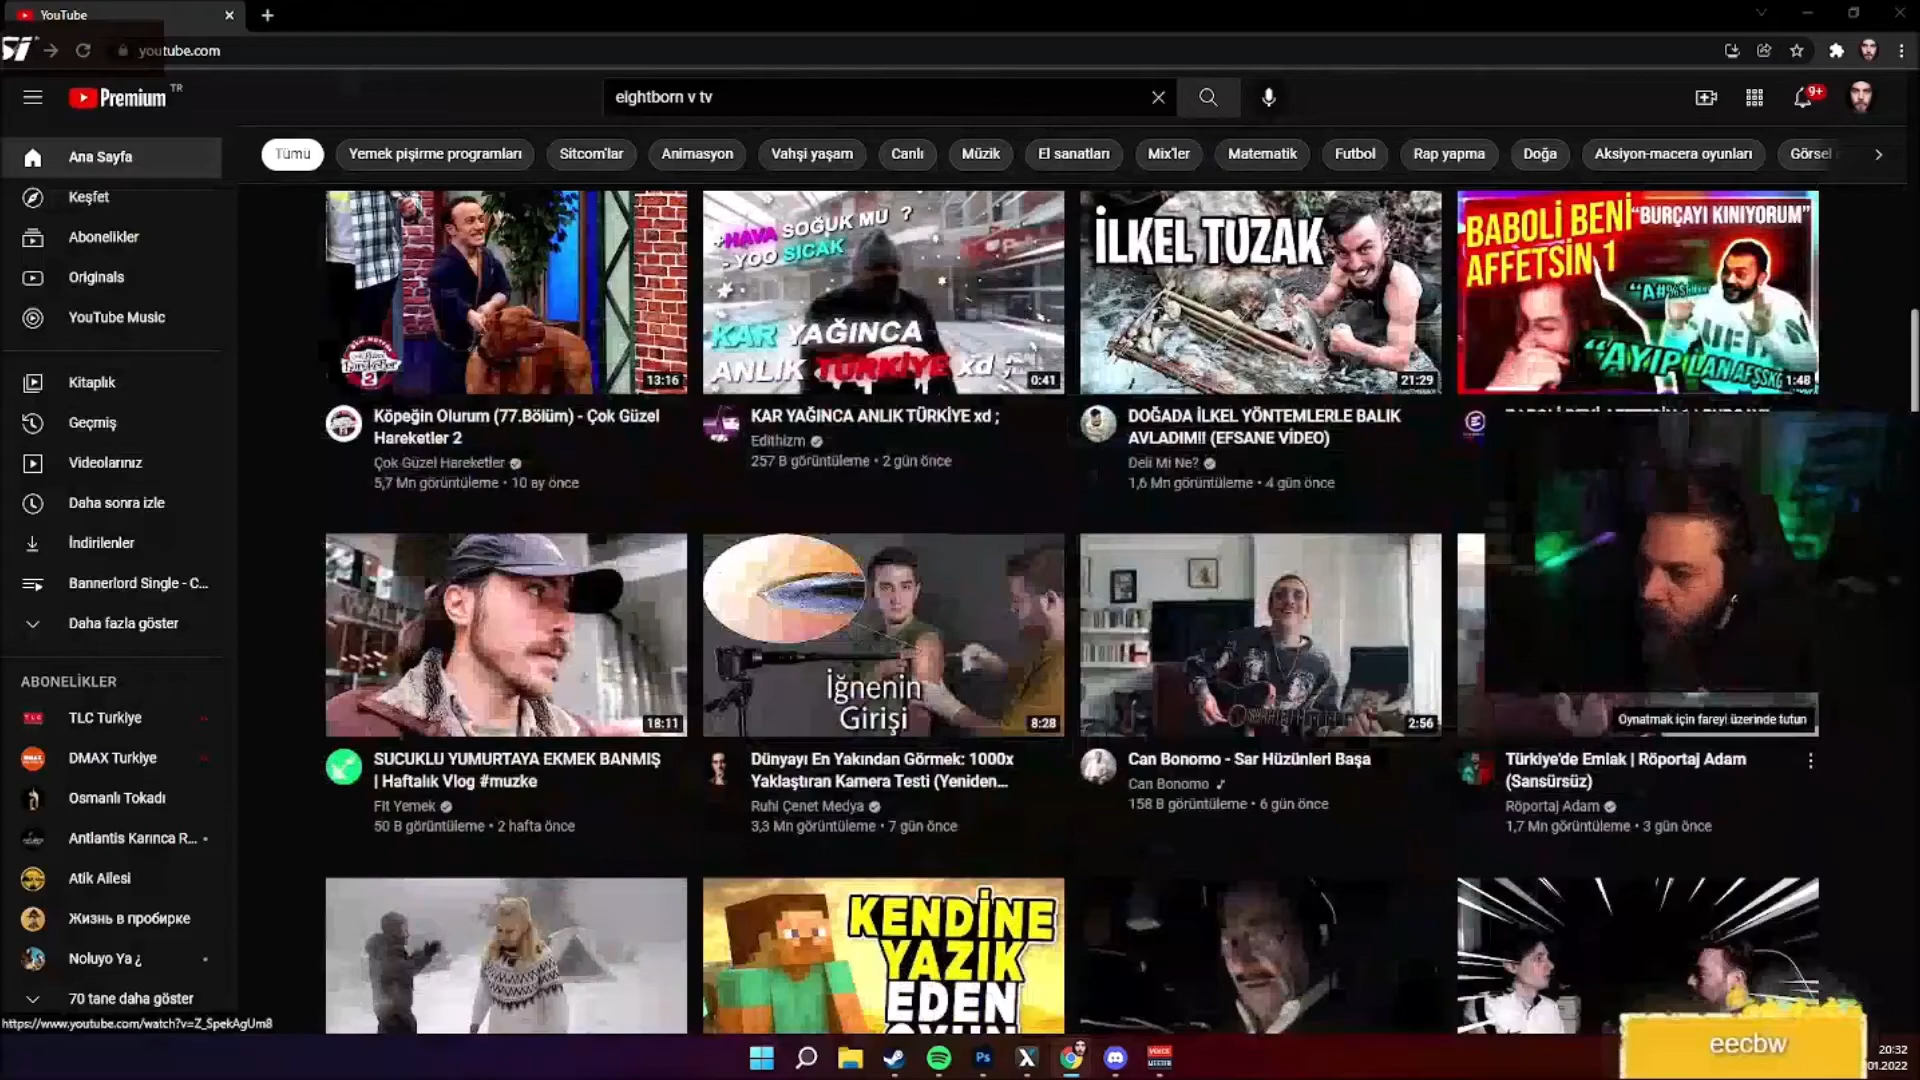 YouTube
youtube.com
Premium TR
eightborn v tv
9+
Ana Sayfa
Keşfet
Abonelikler
Originals
YouTube Music
Kitaplık
Geçmiş
Videolarınız
Daha sonra izle
İndirilenler
Bannerlord Single - C...
Daha fazla göster
ABONELİKLER
TLC Turkiye
DMAX Turkiye
Osmanlı Tokadı
Antlantis Karınca R...
Atik Ailesi
Жизнь в пробирке
Noluyo Ya ¿
70 tane daha göster
https://www.youtube.com/watch?v=Z_SpekAgUm8
Tümü
Yemek pişirme programları
Sitcom'lar
Animasyon
Vahşi yaşam
Canlı
Müzik
El sanatları
Mix'ler
Matematik
Futbol
Rap yapma
Doğa
Aksiyon-macera oyunları
Görsel
13:16
Köpeğin Olurum (77.Bölüm) - Çok Güzel
Hareketler 2
Çok Güzel Hareketler
5,7 Mn görüntüleme • 10 ay önce
+HAVA SOĞUK MU ?
- YOO SICAK
KAR YAĞINCA
ANLIK TÜRKİYE xd ;
0:41
KAR YAĞINCA ANLIK TÜRKİYE xd ;
Edithizm
257 B görüntüleme • 2 gün önce
İLKEL TUZAK
21:29
DOĞADA İLKEL YÖNTEMLERLE BALIK
AVLADIM!! (EFSANE VİDEO)
Deli Mi Ne?
1,6 Mn görüntüleme • 4 gün önce
BABOLİ BENİ
AFFETSİN 1
"BURÇAYI KINIYORUM"
1:48
18:11
SUCUKLU YUMURTAYA EKMEK BANMIŞ
| Haftalık Vlog #muzke
Fit Yemek
50 B görüntüleme • 2 hafta önce
İğnenin
Girişi
8:28
Dünyayı En Yakından Görmek: 1000x
Yaklaştıran Kamera Testi (Yeniden...
Ruhi Çenet Medya
3,3 Mn görüntüleme • 7 gün önce
2:56
Can Bonomo - Sar Hüzünleri Başa
Can Bonomo
158 B görüntüleme • 6 gün önce
Oynatmak için fareyi üzerinde tutun
Türkiye'de Emlak | Röportaj Adam
(Sansürsüz)
Röportaj Adam
1,7 Mn görüntüleme • 3 gün önce
KENDİNE
YAZIK
EDEN
OYUN
eecbw
Ps
20:32
01.2022